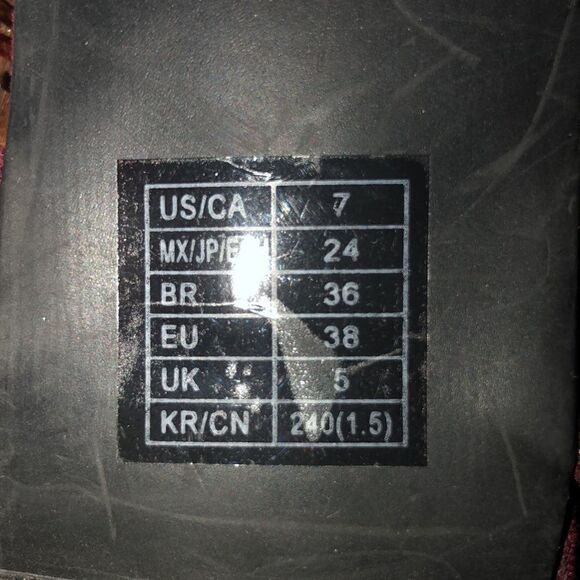 US/CA 7
MX/JP/ 24
BR 36
EU 38
UK 5
KR/CN 240(1.5)